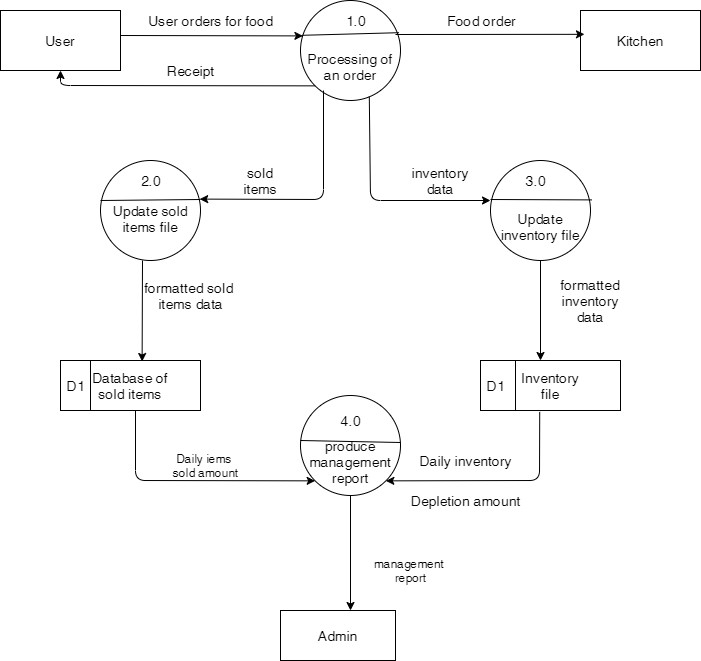 User orders for food
1.0
Food order
User
Processing of
an order
Kitchen
Receipt
2.0
sold
items
inventory
data
3.0
Update sold
items file
Update
inventory file
formatted sold
items data
formatted
inventory
data
D1
Database of
sold items
D1
Inventory
file
4.0
produce
management
report
Daily iems
sold amount
Daily inventory
Depletion amount
management
report
Admin